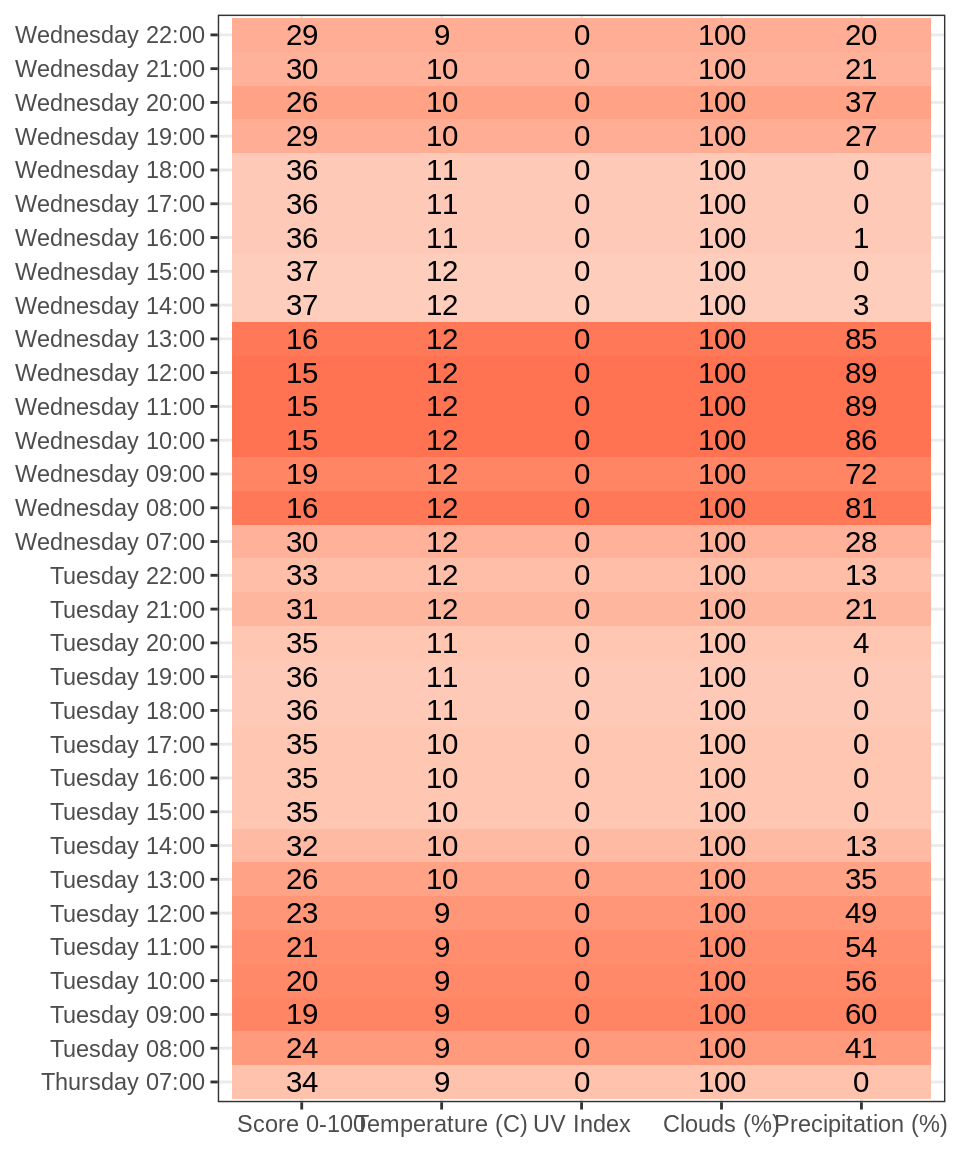 Wednesday 22:00 29 9 0 100 20
Wednesday 21:00 30 10 0 100 21
Wednesday 20:00 26 10 0 100 37
Wednesday 19:00 29 10 0 100 27
Wednesday 18:00 36 11 0 100 0
Wednesday 17:00 36 11 0 100 0
Wednesday 16:00 36 11 0 100 1
Wednesday 15:00 37 12 0 100 0
Wednesday 14:00 37 12 0 100 3
Wednesday 13:00 16 12 0 100 85
Wednesday 12:00 15 12 0 100 89
Wednesday 11:00 15 12 0 100 89
Wednesday 10:00 15 12 0 100 86
Wednesday 09:00 19 12 0 100 72
Wednesday 08:00 16 12 0 100 81
Wednesday 07:00 30 12 0 100 28
Tuesday 22:00 33 12 0 100 13
Tuesday 21:00 31 12 0 100 21
Tuesday 20:00 35 11 0 100 4
Tuesday 19:00 36 11 0 100 0
Tuesday 18:00 36 11 0 100 0
Tuesday 17:00 35 10 0 100 0
Tuesday 16:00 35 10 0 100 0
Tuesday 15:00 35 10 0 100 0
Tuesday 14:00 32 10 0 100 13
Tuesday 13:00 26 10 0 100 35
Tuesday 12:00 23 9 0 100 49
Tuesday 11:00 21 9 0 100 54
Tuesday 10:00 20 9 0 100 56
Tuesday 09:00 19 9 0 100 60
Tuesday 08:00 24 9 0 100 41
Thursday 07:00 34 9 0 100 0
Score 0-100 Temperature (C) UV Index Clouds (%) Precipitation (%)